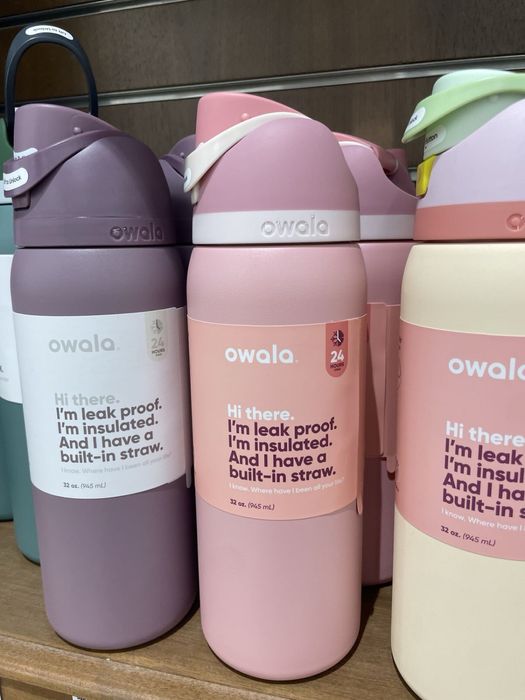 owala
owala
24
HOURS
Hi there.
I'm leak proof.
I'm insulated.
And I have a
built-in straw.
I know. Where have I been all your life?
32 oz. (945 mL)
owala
owala
24
HOURS
Hi there.
I'm leak proof.
I'm insulated.
And I have a
built-in straw.
I know. Where have I been all your life?
32 oz. (945 mL)
owala
Hi there
I'm leak
I'm insul
And I ha
built-in s
I know. Where have I
32 oz. (945 mL)